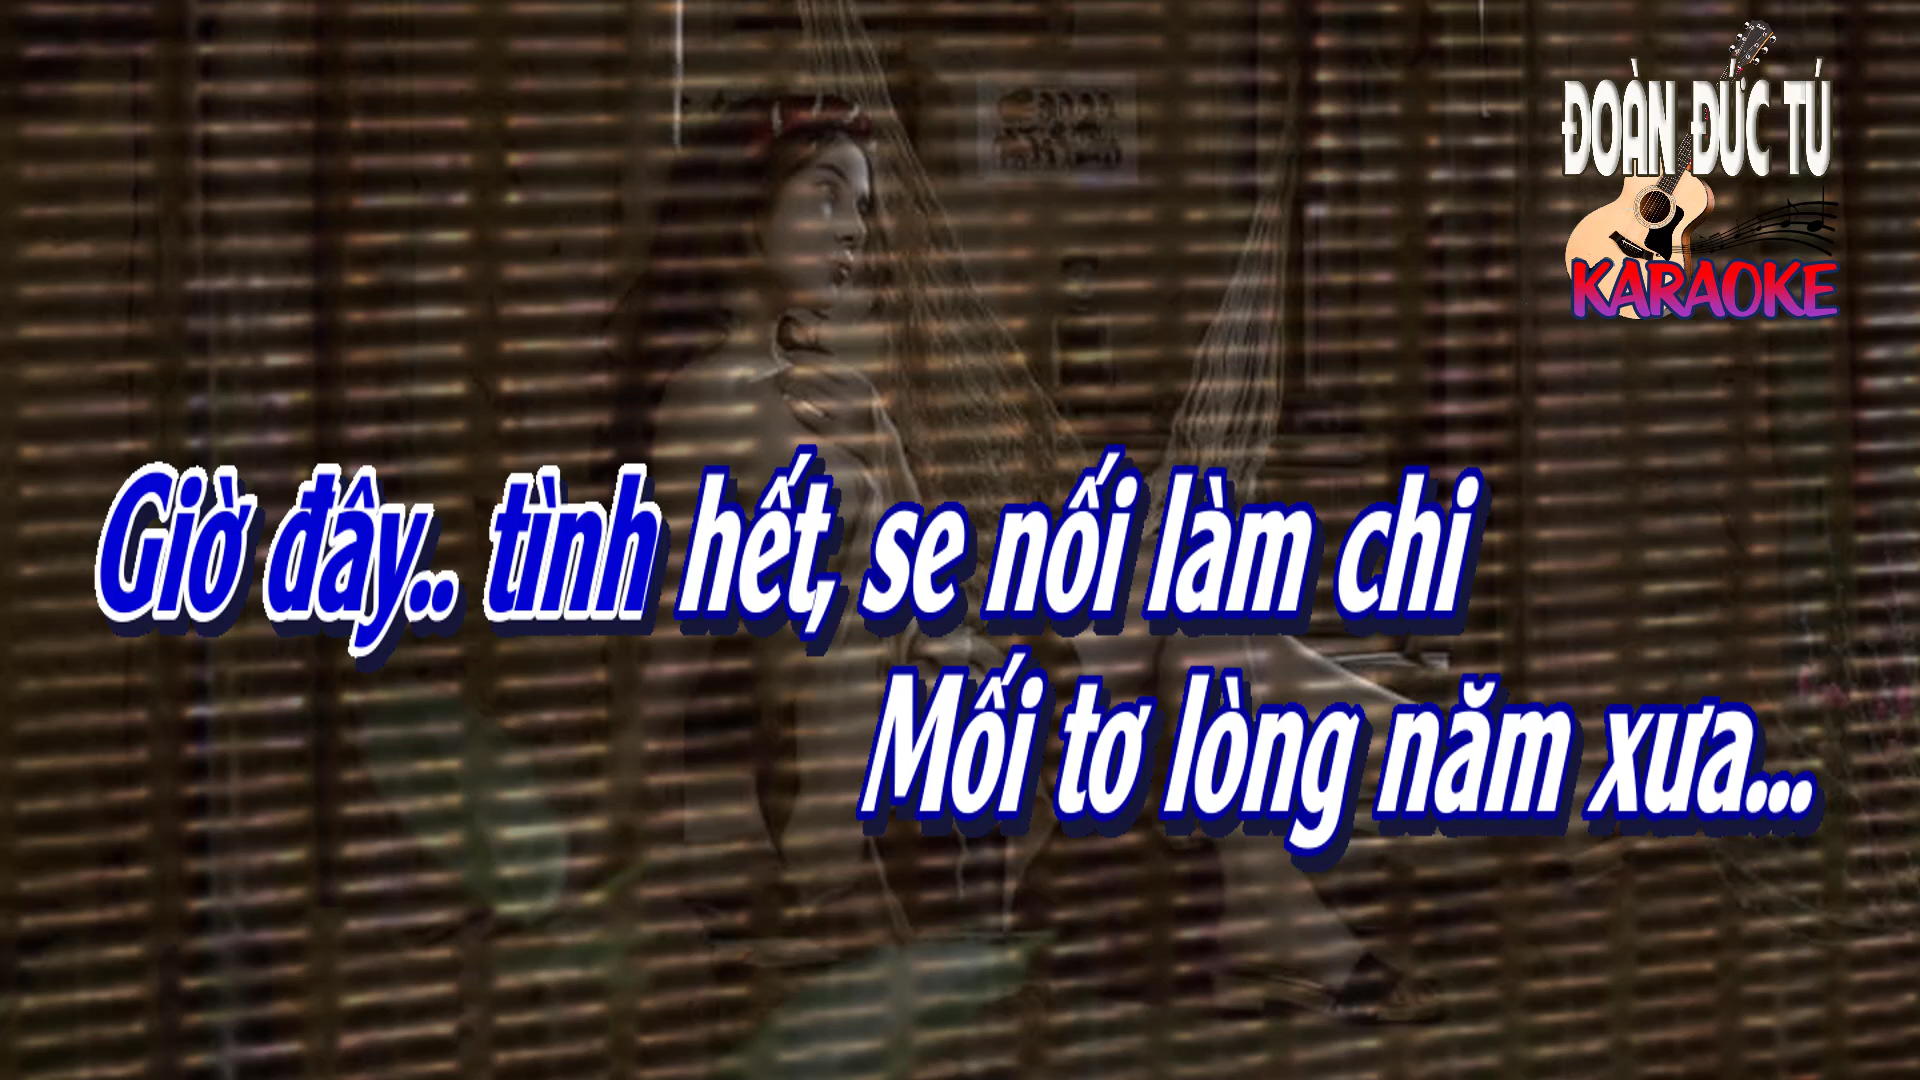 ĐOÀN ĐỨC TÚ
KARAOKE
Giờ đây.. tình hết, se nối làm chi
Mối tơ lòng năm xưa...